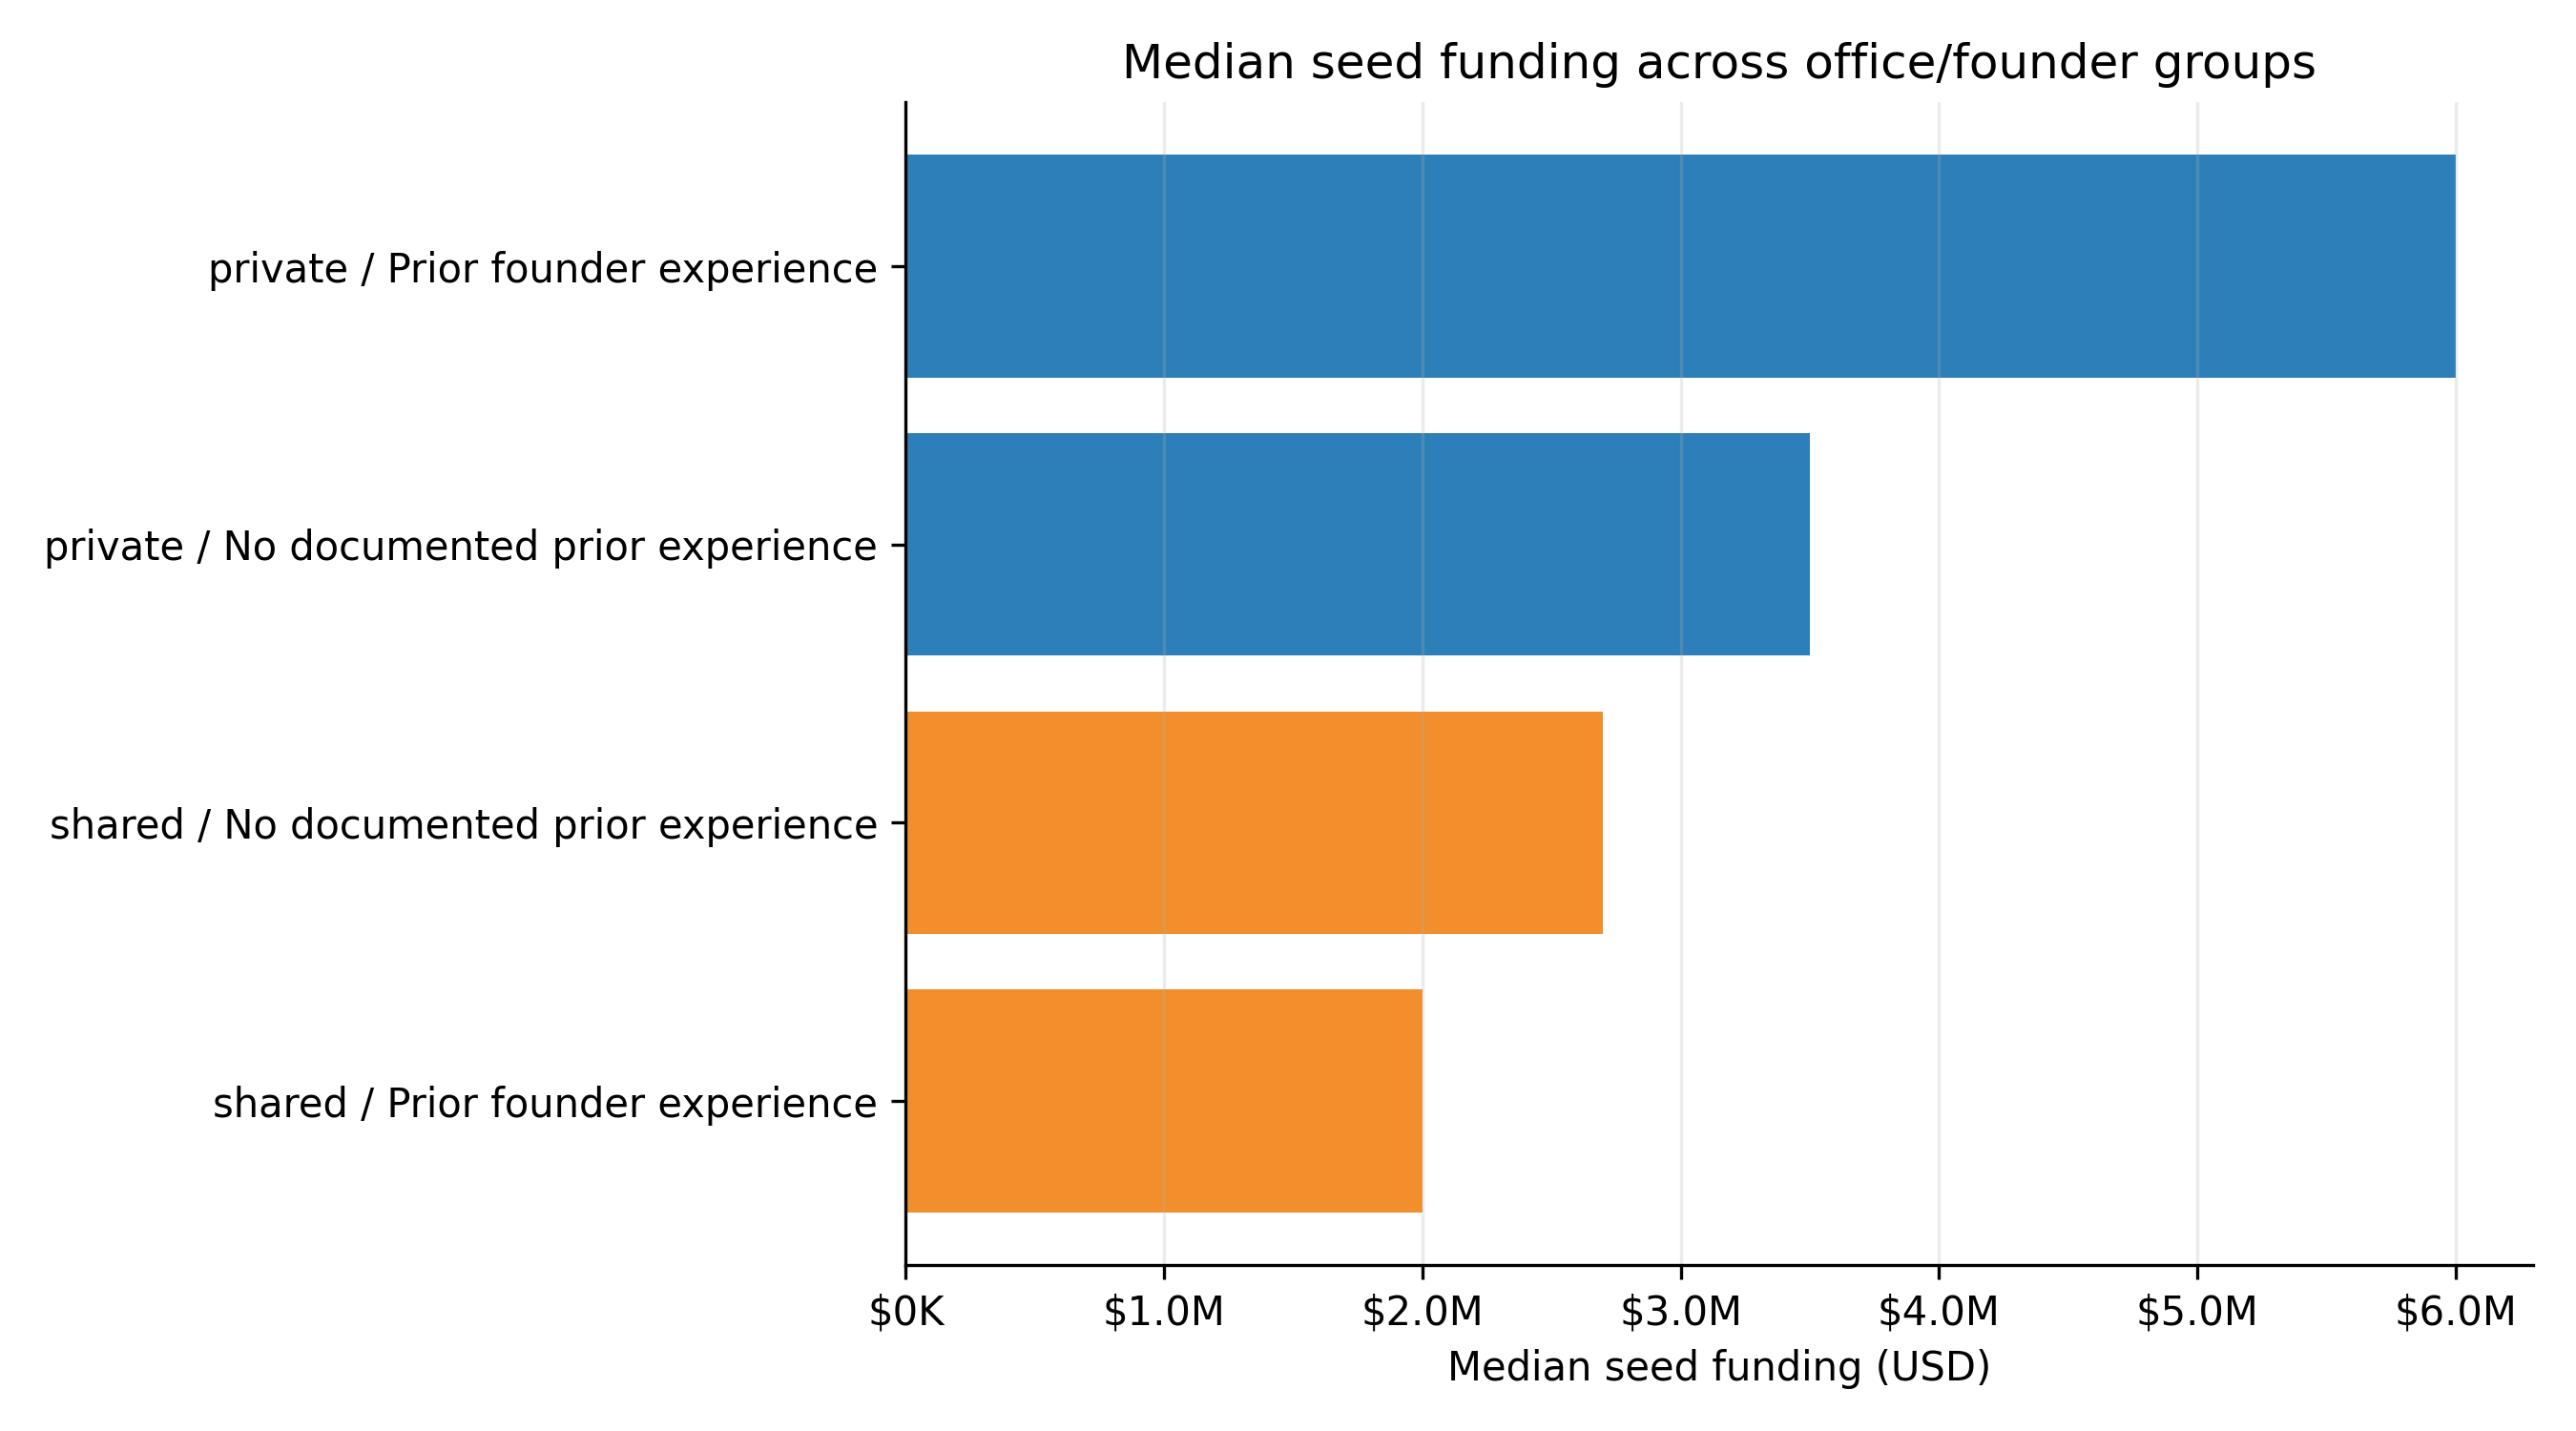 Median seed funding across office/founder groups
private / Prior founder experience
private / No documented prior experience
shared / No documented prior experience
shared / Prior founder experience
$0K $1.0M $2.0M $3.0M $4.0M $5.0M $6.0M
Median seed funding (USD)